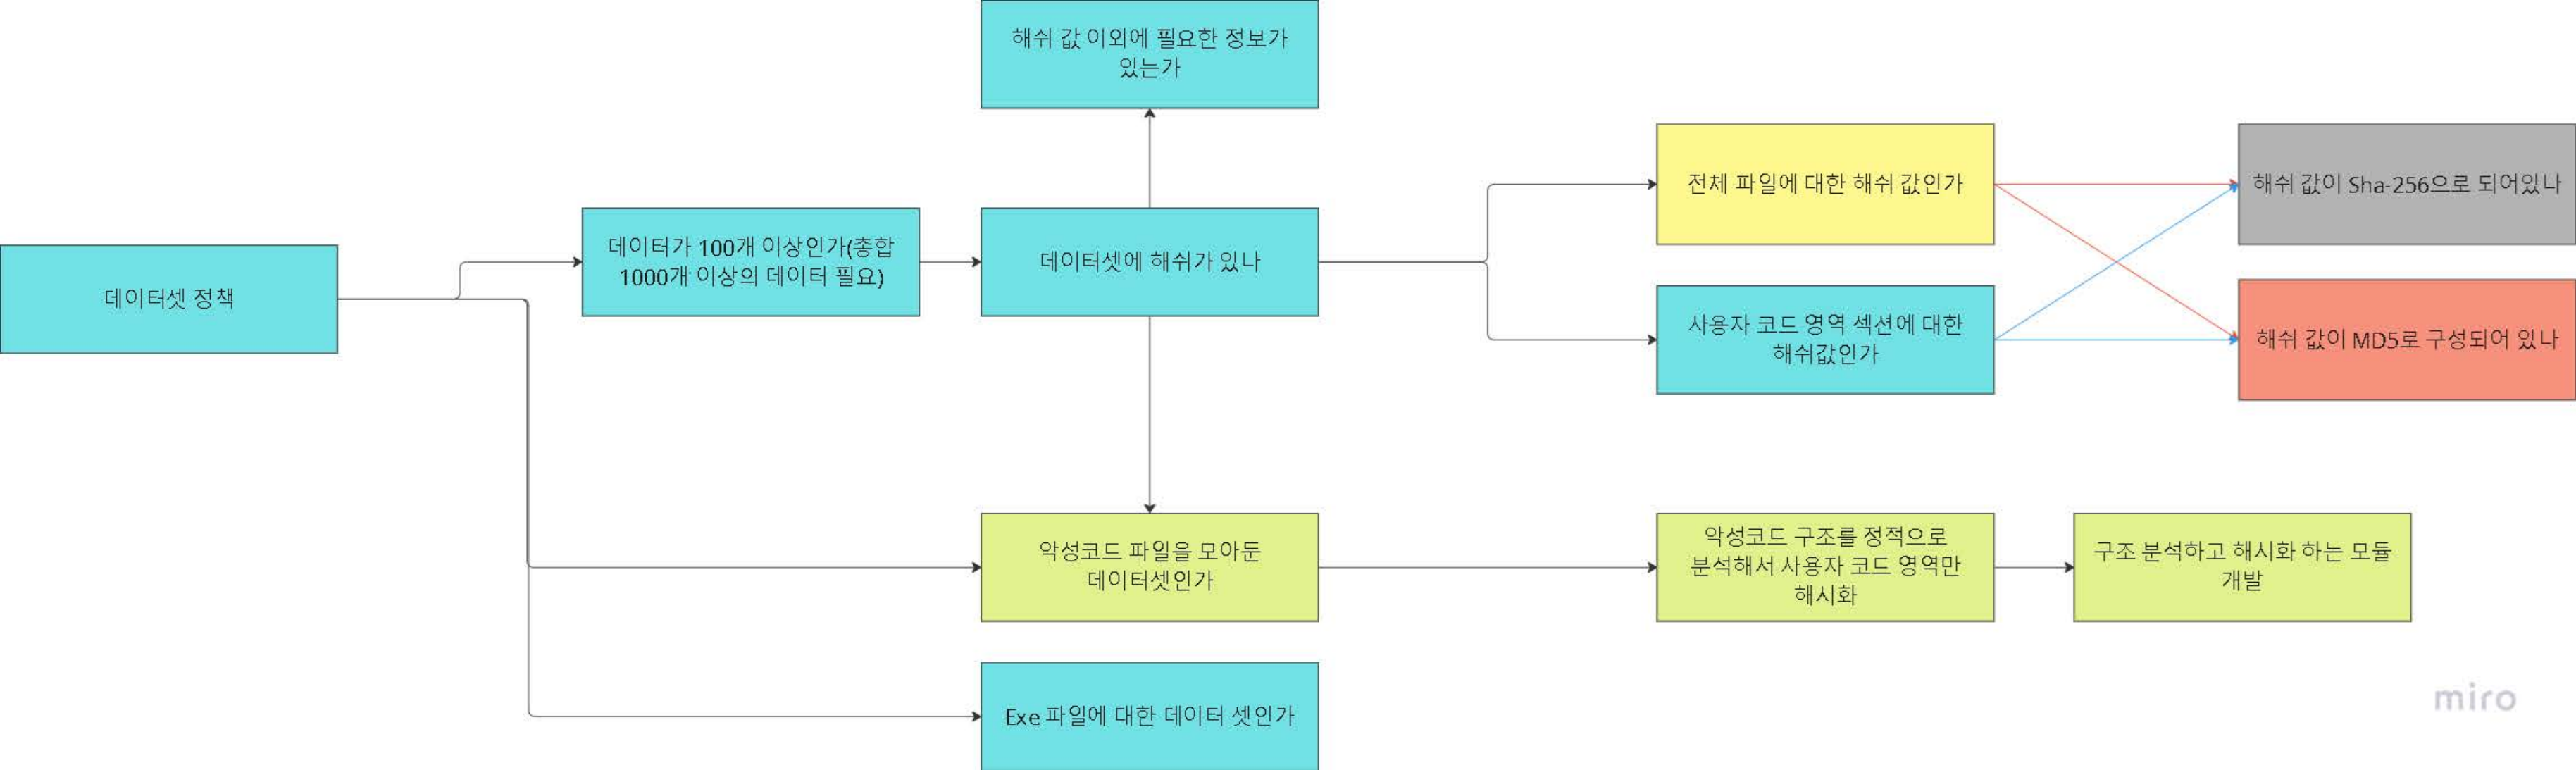 해쉬 값 이외에 필요한 정보가
있는가
데이터셋 정책
데이터가 100개 이상인가(총합
1000개 이상의 데이터 필요)
데이터셋에 해쉬가 있나
전체 파일에 대한 해쉬 값인가
사용자 코드 영역 섹션에 대한
해쉬값인가
해쉬 값이 Sha-256으로 되어있나
해쉬 값이 MD5로 구성되어 있나
악성코드 파일을 모아둔
데이터셋인가
악성코드 구조를 정적으로
분석해서 사용자 코드 영역만
해시화
구조 분석하고 해시화 하는 모듈
개발
Exe 파일에 대한 데이터 셋인가
miro